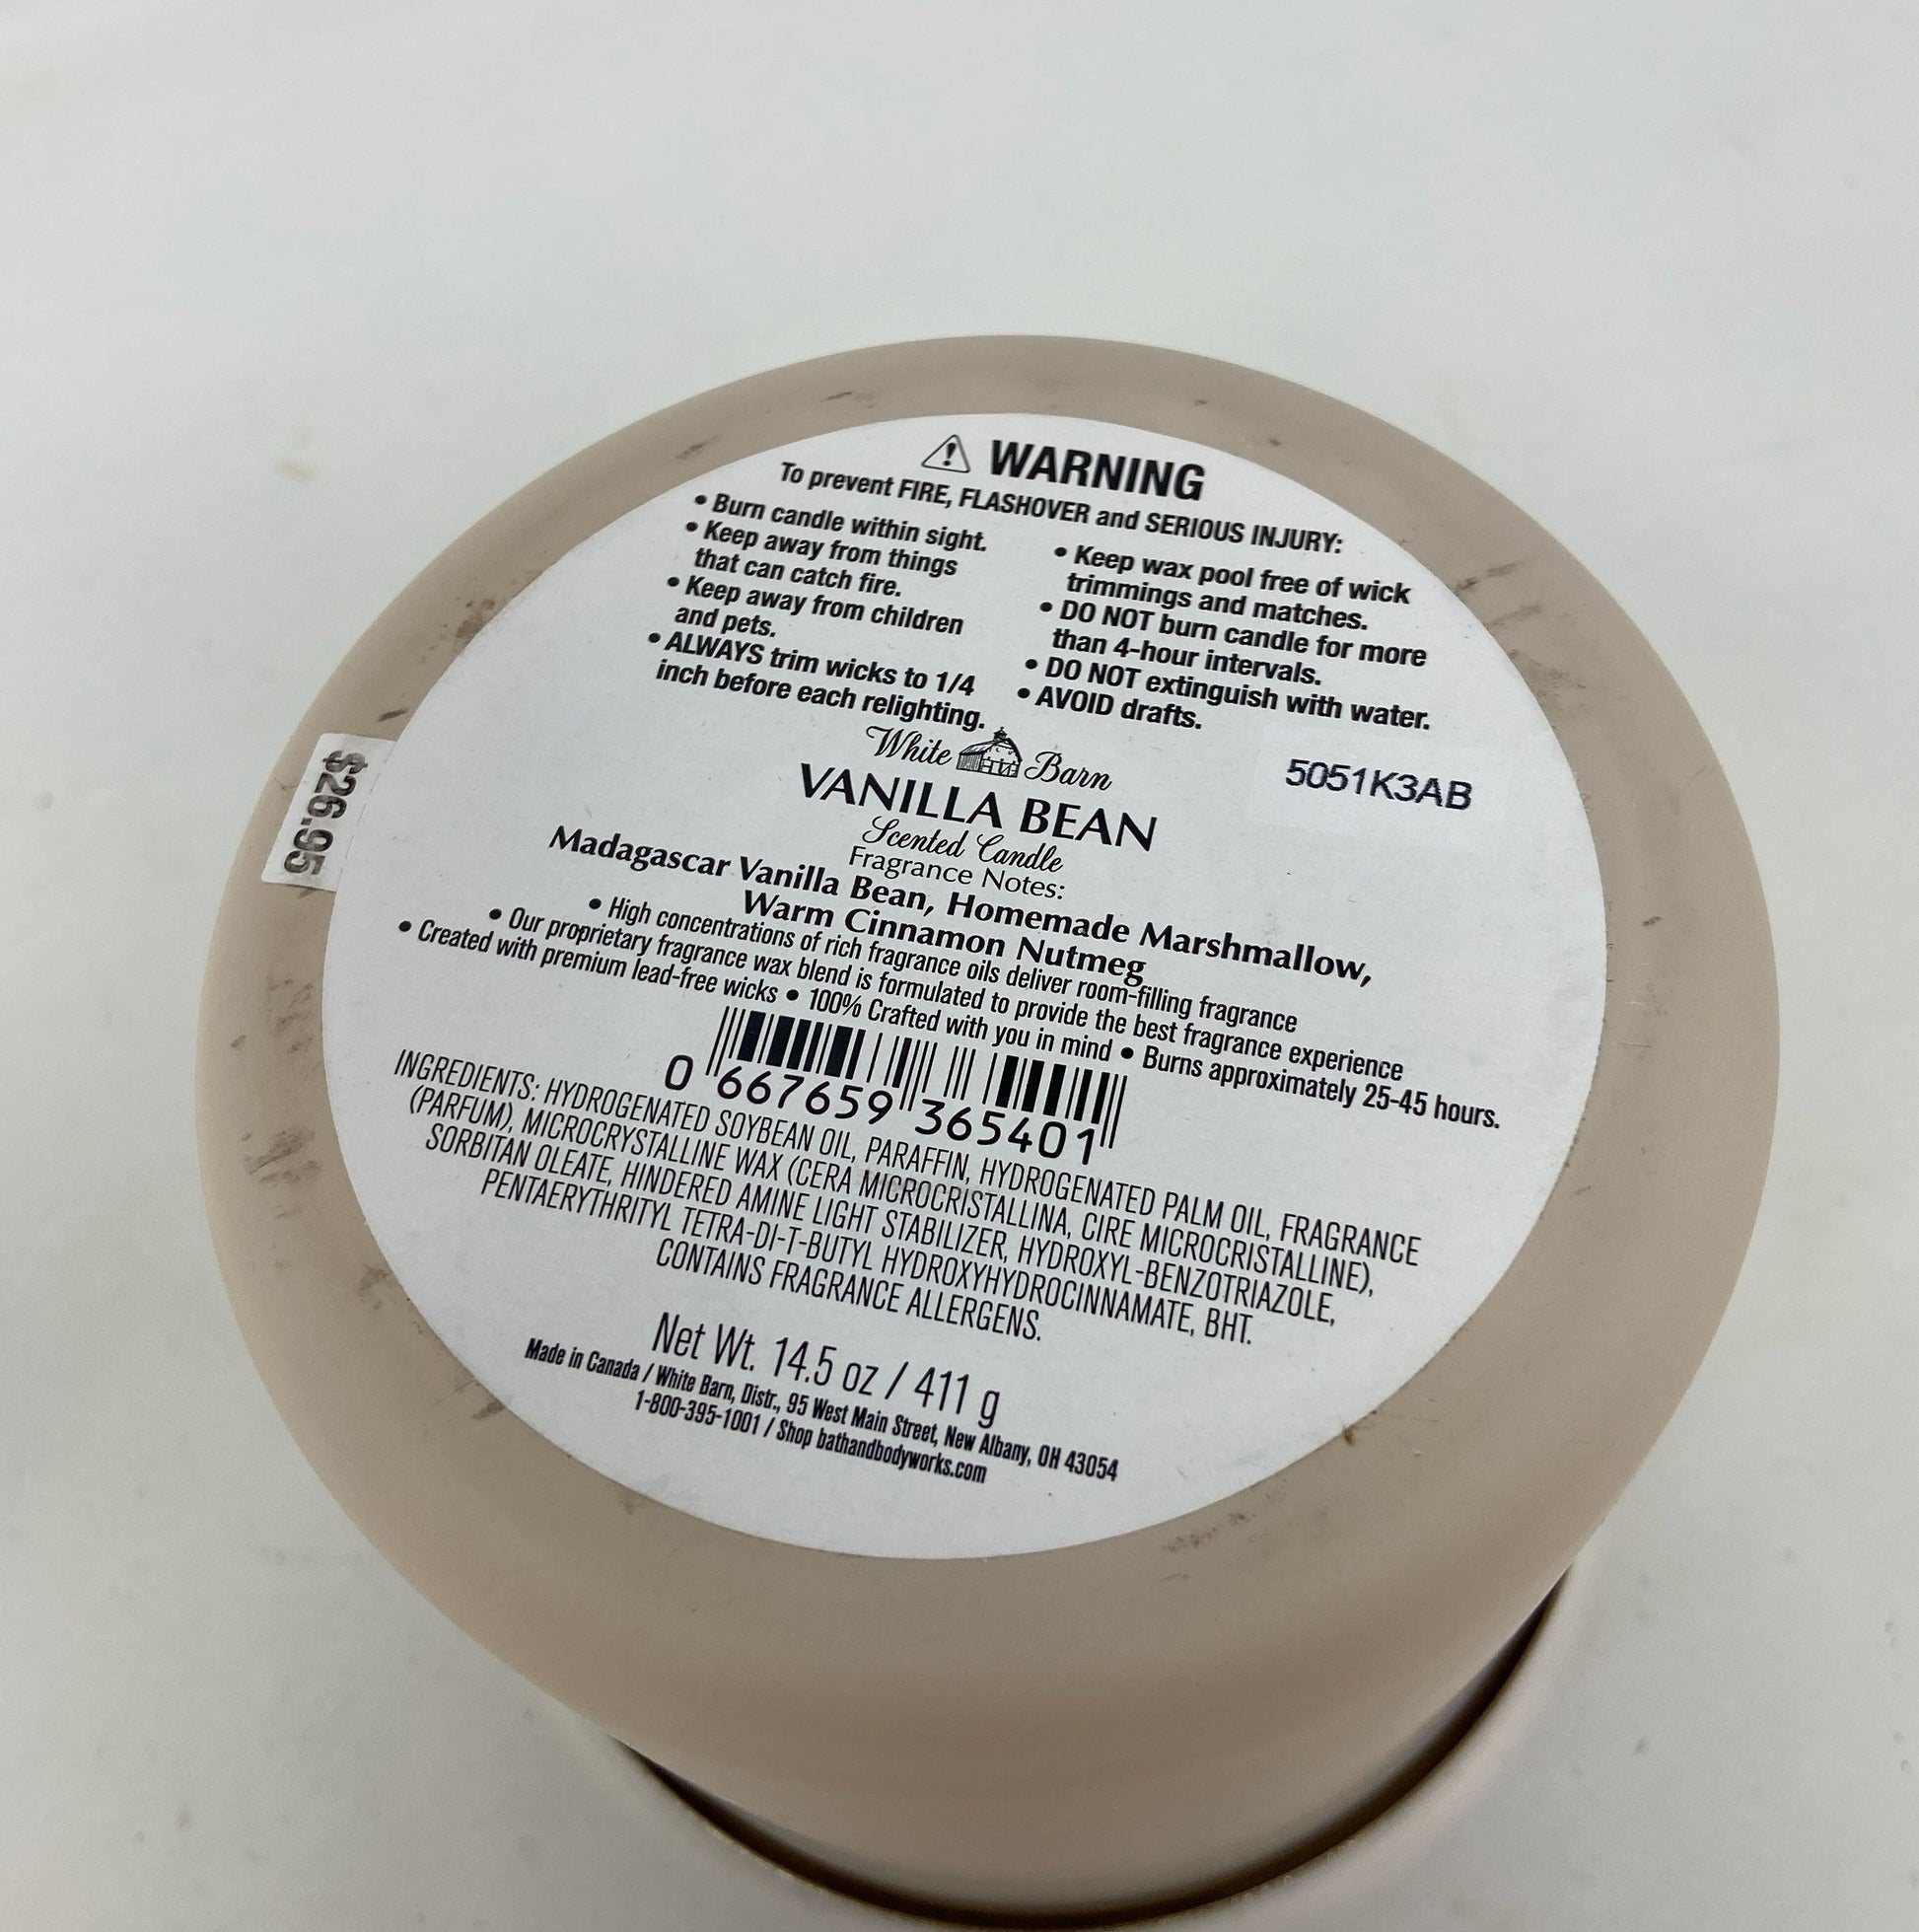 WARNING
To prevent FIRE, FLASHOVER and SERIOUS INJURY:
• Burn candle within sight.
• Keep away from things
that can catch fire.
• Keep away from children
and pets.
• ALWAYS trim wicks to 1/4
inch before each relighting.
• Keep wax pool free of wick
trimmings and matches.
• DO NOT burn candle for more
than 4-hour intervals.
• DO NOT extinguish with water.
• AVOID drafts.
White Barn
5051K3AB
VANILLA BEAN
Scented Candle
Fragrance Notes:
Madagascar Vanilla Bean, Homemade Marshmallow,
Warm Cinnamon Nutmeg
• High concentrations of rich fragrance oils deliver room-filling fragrance
• Our proprietary fragrance wax blend is formulated to provide the best fragrance experience
• Created with premium lead-free wicks • 100% Crafted with you in mind • Burns approximately 25-45 hours.
0 667659 365401
INGREDIENTS: HYDROGENATED SOYBEAN OIL, PARAFFIN, HYDROGENATED PALM OIL, FRAGRANCE
(PARFUM), MICROCRYSTALLINE WAX (CERA MICROCRISTALLINA, CIRE MICROCRISTALLINE),
SORBITAN OLEATE, HINDERED AMINE LIGHT STABILIZER, HYDROXYL-BENZOTRIAZOLE,
PENTAERYTHRITYL TETRA-DI-T-BUTYL HYDROXYHYDROCINNAMATE, BHT.
CONTAINS FRAGRANCE ALLERGENS.
Net Wt. 14.5 oz / 411 g
Made in Canada / White Barn, Distr., 95 West Main Street, New Albany, OH 43054
1-800-395-1001 / Shop bathandbodyworks.com
$26.95